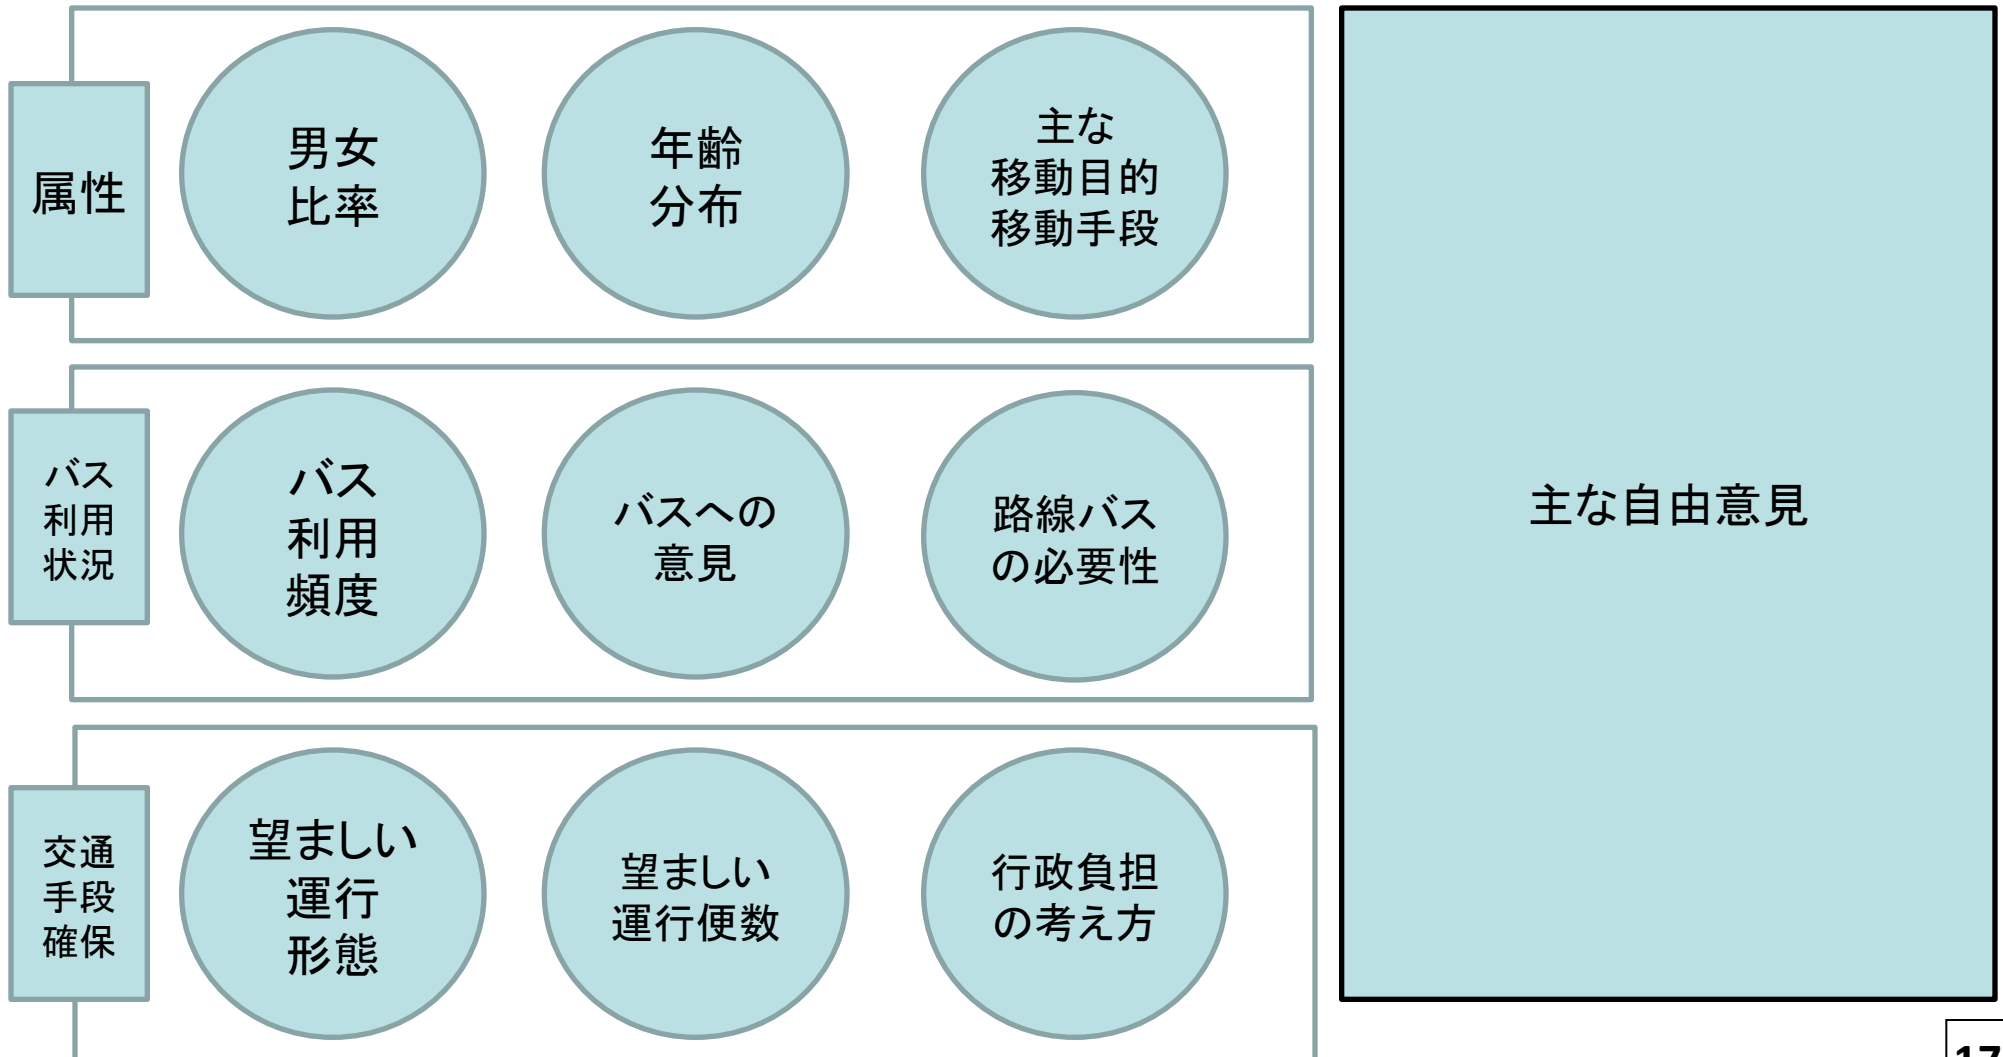 属性
男女
比率
年齢
分布
主な
移動目的
移動手段
バス
利用
状況
バス
利用
頻度
バスへの
意見
路線バス
の必要性
交通
手段
確保
望ましい
運行
形態
望ましい
運行便数
行政負担
の考え方
主な自由意見
17